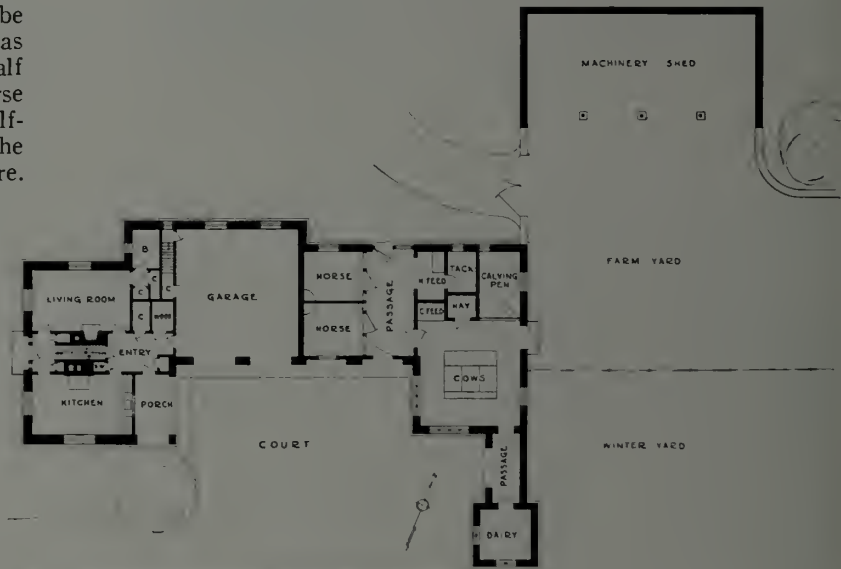 be
as
alf
rse
lf-
he
re.
MACHINERY SHED
FARM YARD
B
C
C
C
C
WOOD
LIVING ROOM
GARAGE
HORSE
HORSE
PASSAGE
H FEED
TACK
CALVING
PEN
C FEED
HAY
ENTRY
COWS
KITCHEN
PORCH
COURT
PASSAGE
WINTER YARD
DAIRY